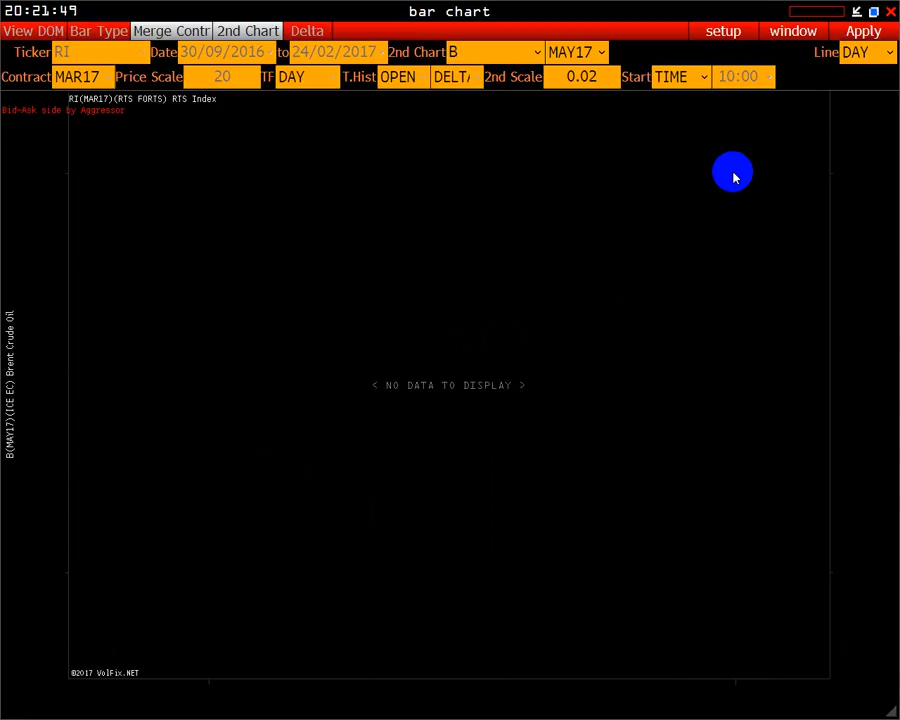 20:21:49 bar chart
View DOM Bar Type Merge Contr 2nd Chart Delta setup window Apply
Ticker RI Date 30/09/2016 to 24/02/2017 2nd Chart B MAY17 Line DAY
Contract MAR17 Price Scale 20 TF DAY T.Hist OPEN DELT 2nd Scale 0.02 Start TIME 10:00
RI(MAR17)(RTS FORTS) RTS Index
Bid-Ask side by Aggressor
B(MAY17)(ICE EC) Brent Crude Oil
< NO DATA TO DISPLAY >
©2017 VolFix.NET